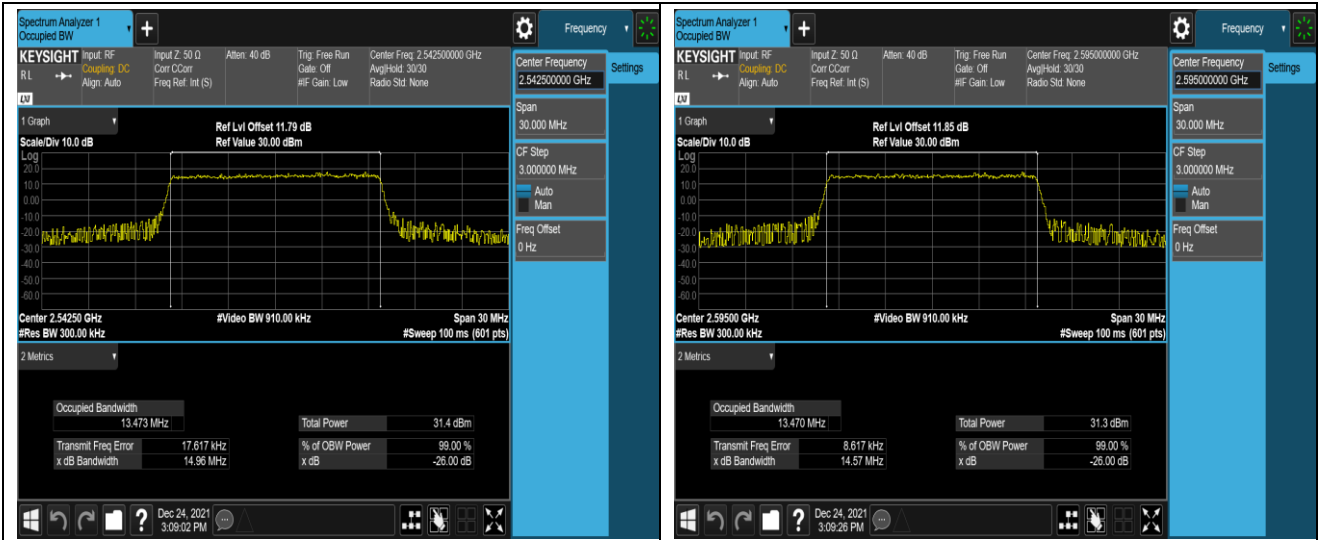 Spectrum Analyzer 1
Occupied BW
+
Frequency
KEYSIGHT Input: RF Input Z: 50 Ω Atten: 40 dB Trig: Free Run Center Freq: 2.542500000 GHz
RL Coupling: DC Corr CCorr Gate: Off Avg|Hold: 30/30
Align: Auto Freq Ref: Int (S) #IF Gain: Low Radio Std: None
LXI
Center Frequency
2.542500000 GHz
Settings
Span
30.000 MHz
CF Step
3.000000 MHz
Auto
Man
Freq Offset
0 Hz
1 Graph
Ref Lvl Offset 11.79 dB
Scale/Div 10.0 dB Ref Value 30.00 dBm
Log
20.0
10.0
0.00
-10.0
-20.0
-30.0
-40.0
-50.0
-60.0
Center 2.54250 GHz #Video BW 910.00 kHz Span 30 MHz
#Res BW 300.00 kHz #Sweep 100 ms (601 pts)
2 Metrics
Occupied Bandwidth
13.473 MHz Total Power 31.4 dBm
Transmit Freq Error 17.617 kHz % of OBW Power 99.00 %
x dB Bandwidth 14.96 MHz x dB -26.00 dB
? Dec 24, 2021
3:09:02 PM
Spectrum Analyzer 1
Occupied BW
+
Frequency
KEYSIGHT Input: RF Input Z: 50 Ω Atten: 40 dB Trig: Free Run Center Freq: 2.595000000 GHz
RL Coupling: DC Corr CCorr Gate: Off Avg|Hold: 30/30
Align: Auto Freq Ref: Int (S) #IF Gain: Low Radio Std: None
LXI
Center Frequency
2.595000000 GHz
Settings
Span
30.000 MHz
CF Step
3.000000 MHz
Auto
Man
Freq Offset
0 Hz
1 Graph
Ref Lvl Offset 11.85 dB
Scale/Div 10.0 dB Ref Value 30.00 dBm
Log
20.0
10.0
0.00
-10.0
-20.0
-30.0
-40.0
-50.0
-60.0
Center 2.59500 GHz #Video BW 910.00 kHz Span 30 MHz
#Res BW 300.00 kHz #Sweep 100 ms (601 pts)
2 Metrics
Occupied Bandwidth
13.470 MHz Total Power 31.3 dBm
Transmit Freq Error 8.617 kHz % of OBW Power 99.00 %
x dB Bandwidth 14.57 MHz x dB -26.00 dB
? Dec 24, 2021
3:09:26 PM